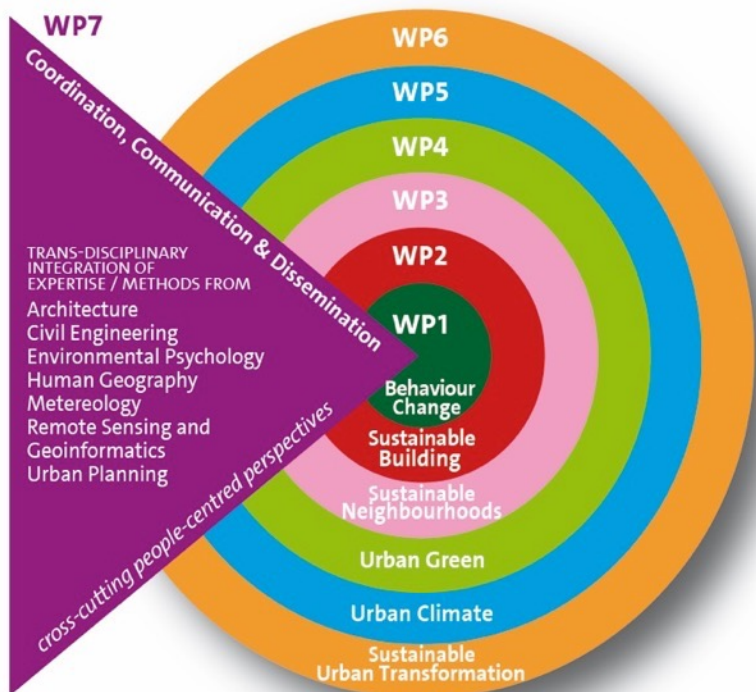 WP7
Coordination, Communication & Dissemination
TRANS-DISCIPLINARY
INTEGRATION OF
EXPERTISE / METHODS FROM
Architecture
Civil Engineering
Environmental Psychology
Human Geography
Metereology
Remote Sensing and
Geoinformatics
Urban Planning
cross-cutting people-centred perspectives
WP6
WP5
WP4
WP3
WP2
WP1
Behaviour
Change
Sustainable
Building
Sustainable
Neighbourhoods
Urban Green
Urban Climate
Sustainable
Urban Transformation